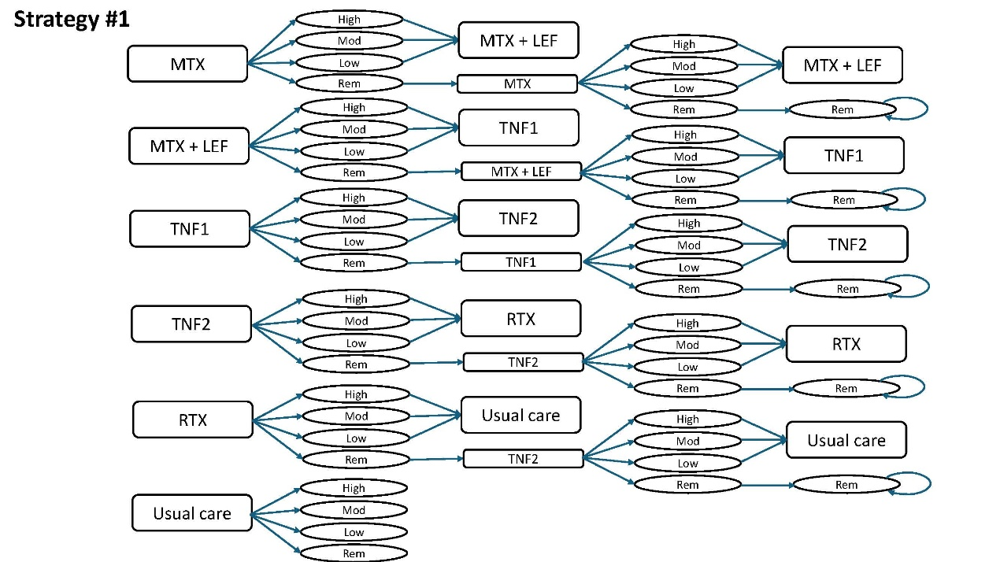 Strategy #1
MTX
High
Mod
Low
Rem
MTX + LEF
MTX
High
Mod
Low
Rem
MTX + LEF
Rem
MTX + LEF
High
Mod
Low
Rem
TNF1
MTX + LEF
High
Mod
Low
Rem
TNF1
Rem
TNF1
High
Mod
Low
Rem
TNF2
TNF1
High
Mod
Low
Rem
TNF2
Rem
TNF2
High
Mod
Low
Rem
RTX
TNF2
High
Mod
Low
Rem
RTX
Rem
RTX
High
Mod
Low
Rem
Usual care
TNF2
High
Mod
Low
Rem
Usual care
Rem
Usual care
High
Mod
Low
Rem